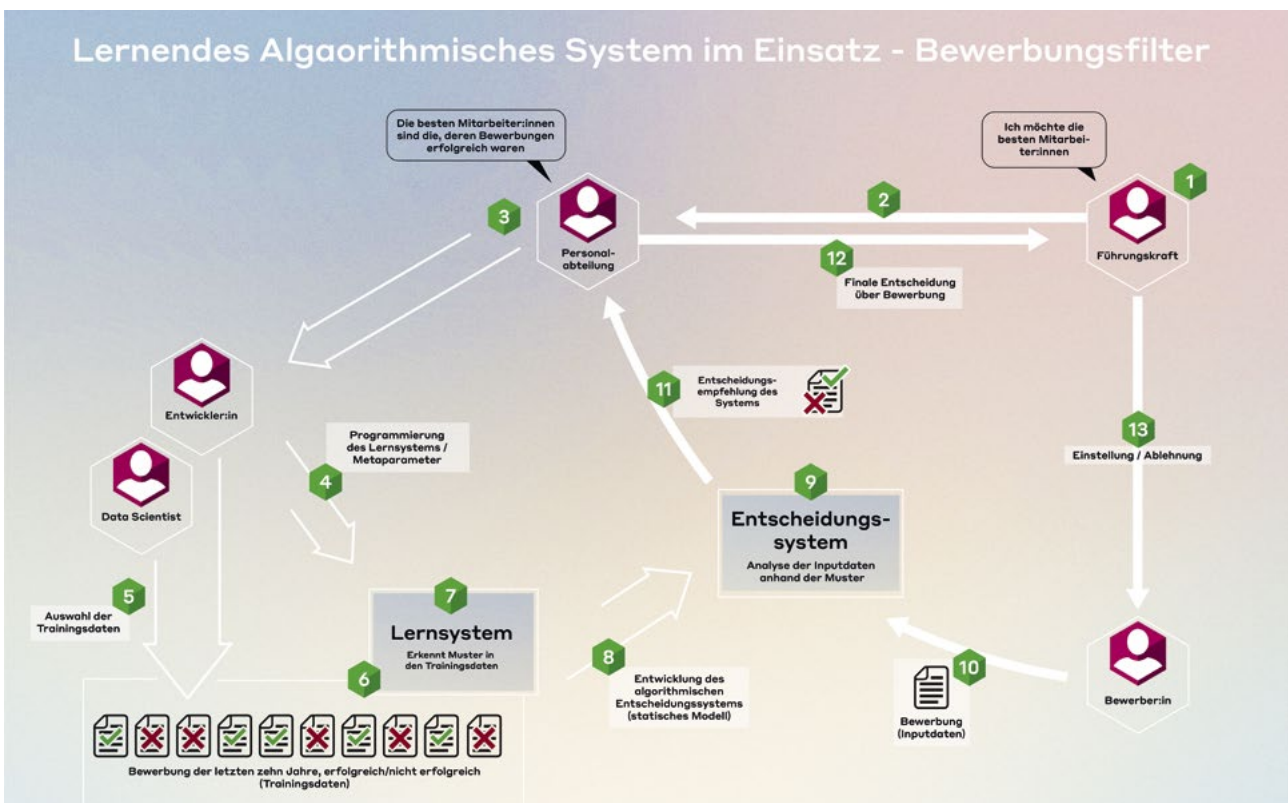 Lernendes Algaorithmisches System im Einsatz - Bewerbungsfilter
Die besten Mitarbeiter:innen
sind die, deren Bewerbungen
erfolgreich waren
Ich möchte die
besten Mitarbei-
ter:innen
1
2
3
Personal-
abteilung
Führungskraft
12
Finale Entscheidung
über Bewerbung
Entwickler:in
11
Entscheidungs-
empfehlung des
Systems
Programmierung
des Lernsystems /
Metaparameter
4
13
Einstellung / Ablehnung
Data Scientist
9
Entscheidungs-
system
Analyse der Inputdaten
anhand der Muster
5
Auswahl der
Trainingsdaten
7
Lernsystem
Erkennt Muster in
den Trainingsdaten
6
8
Entwicklung des
algorithmischen
Entscheidungssystems
(statisches Modell)
10
Bewerbung
(Inputdaten)
Bewerber:in
Bewerbung der letzten zehn Jahre, erfolgreich/nicht erfolgreich
(Trainingsdaten)